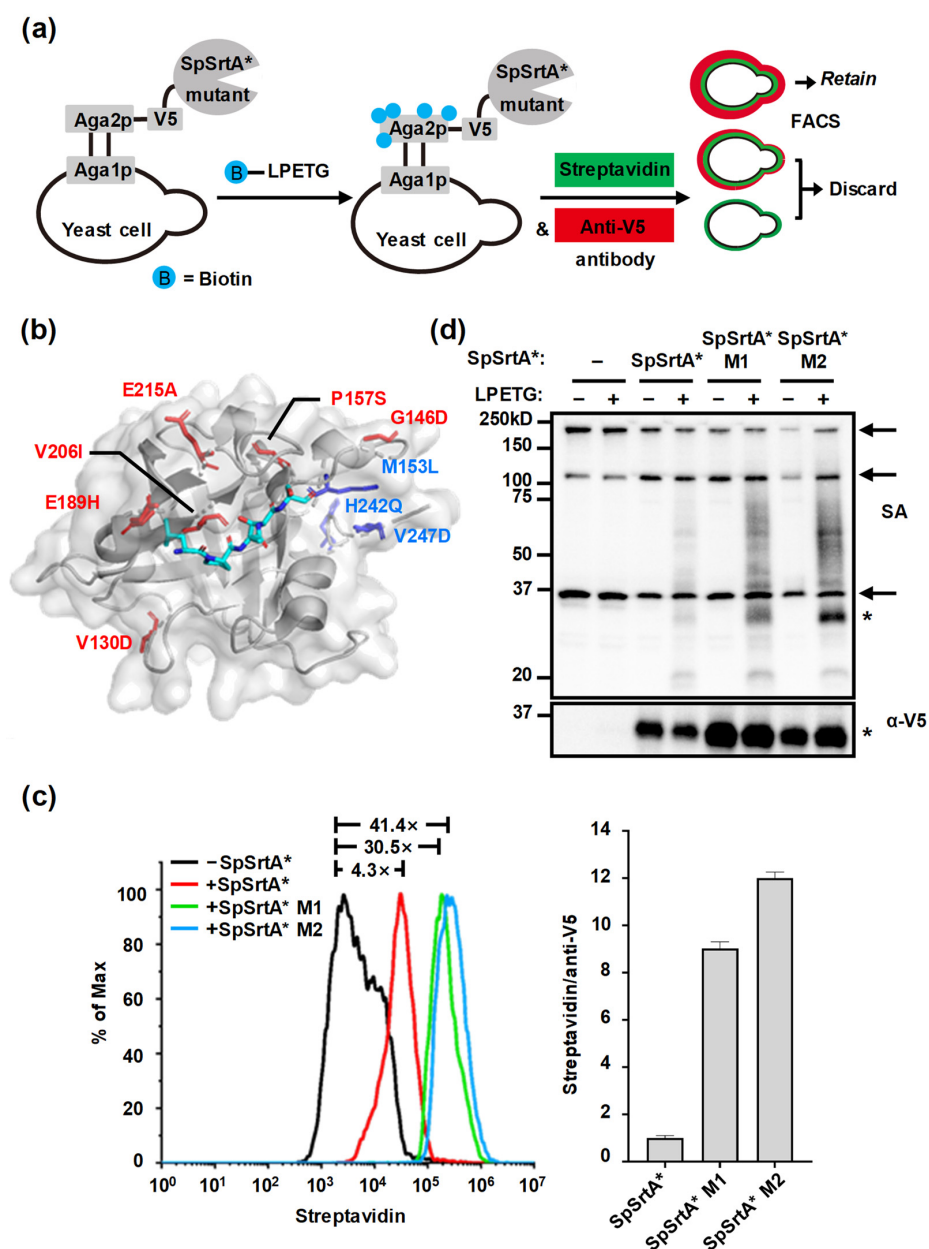 (a)
SpSrtA*
mutant
Aga2p
V5
Aga1p
Yeast cell
B = Biotin
B LPETG
SpSrtA*
mutant
Aga2p
V5
Aga1p
Yeast cell
Streptavidin
& Anti-V5
antibody
Retain
FACS
Discard
(b)
E215A
P157S
G146D
V206I
M153L
E189H
H242Q
V247D
V130D
(d)
SpSrtA*: – SpSrtA* SpSrtA* M1 SpSrtA* M2
LPETG: – + – + – + – +
250kD
150
100
75
50
37
20
SA
*
37
α-V5
*
(c)
41.4×
30.5×
4.3×
−SpSrtA*
+SpSrtA*
+SpSrtA* M1
+SpSrtA* M2
% of Max
100
80
60
40
20
0
10⁰ 10¹ 10² 10³ 10⁴ 10⁵ 10⁶ 10⁷
Streptavidin
Streptavidin/anti-V5
14
12
10
8
6
4
2
0
SpSrtA*
SpSrtA* M1
SpSrtA* M2